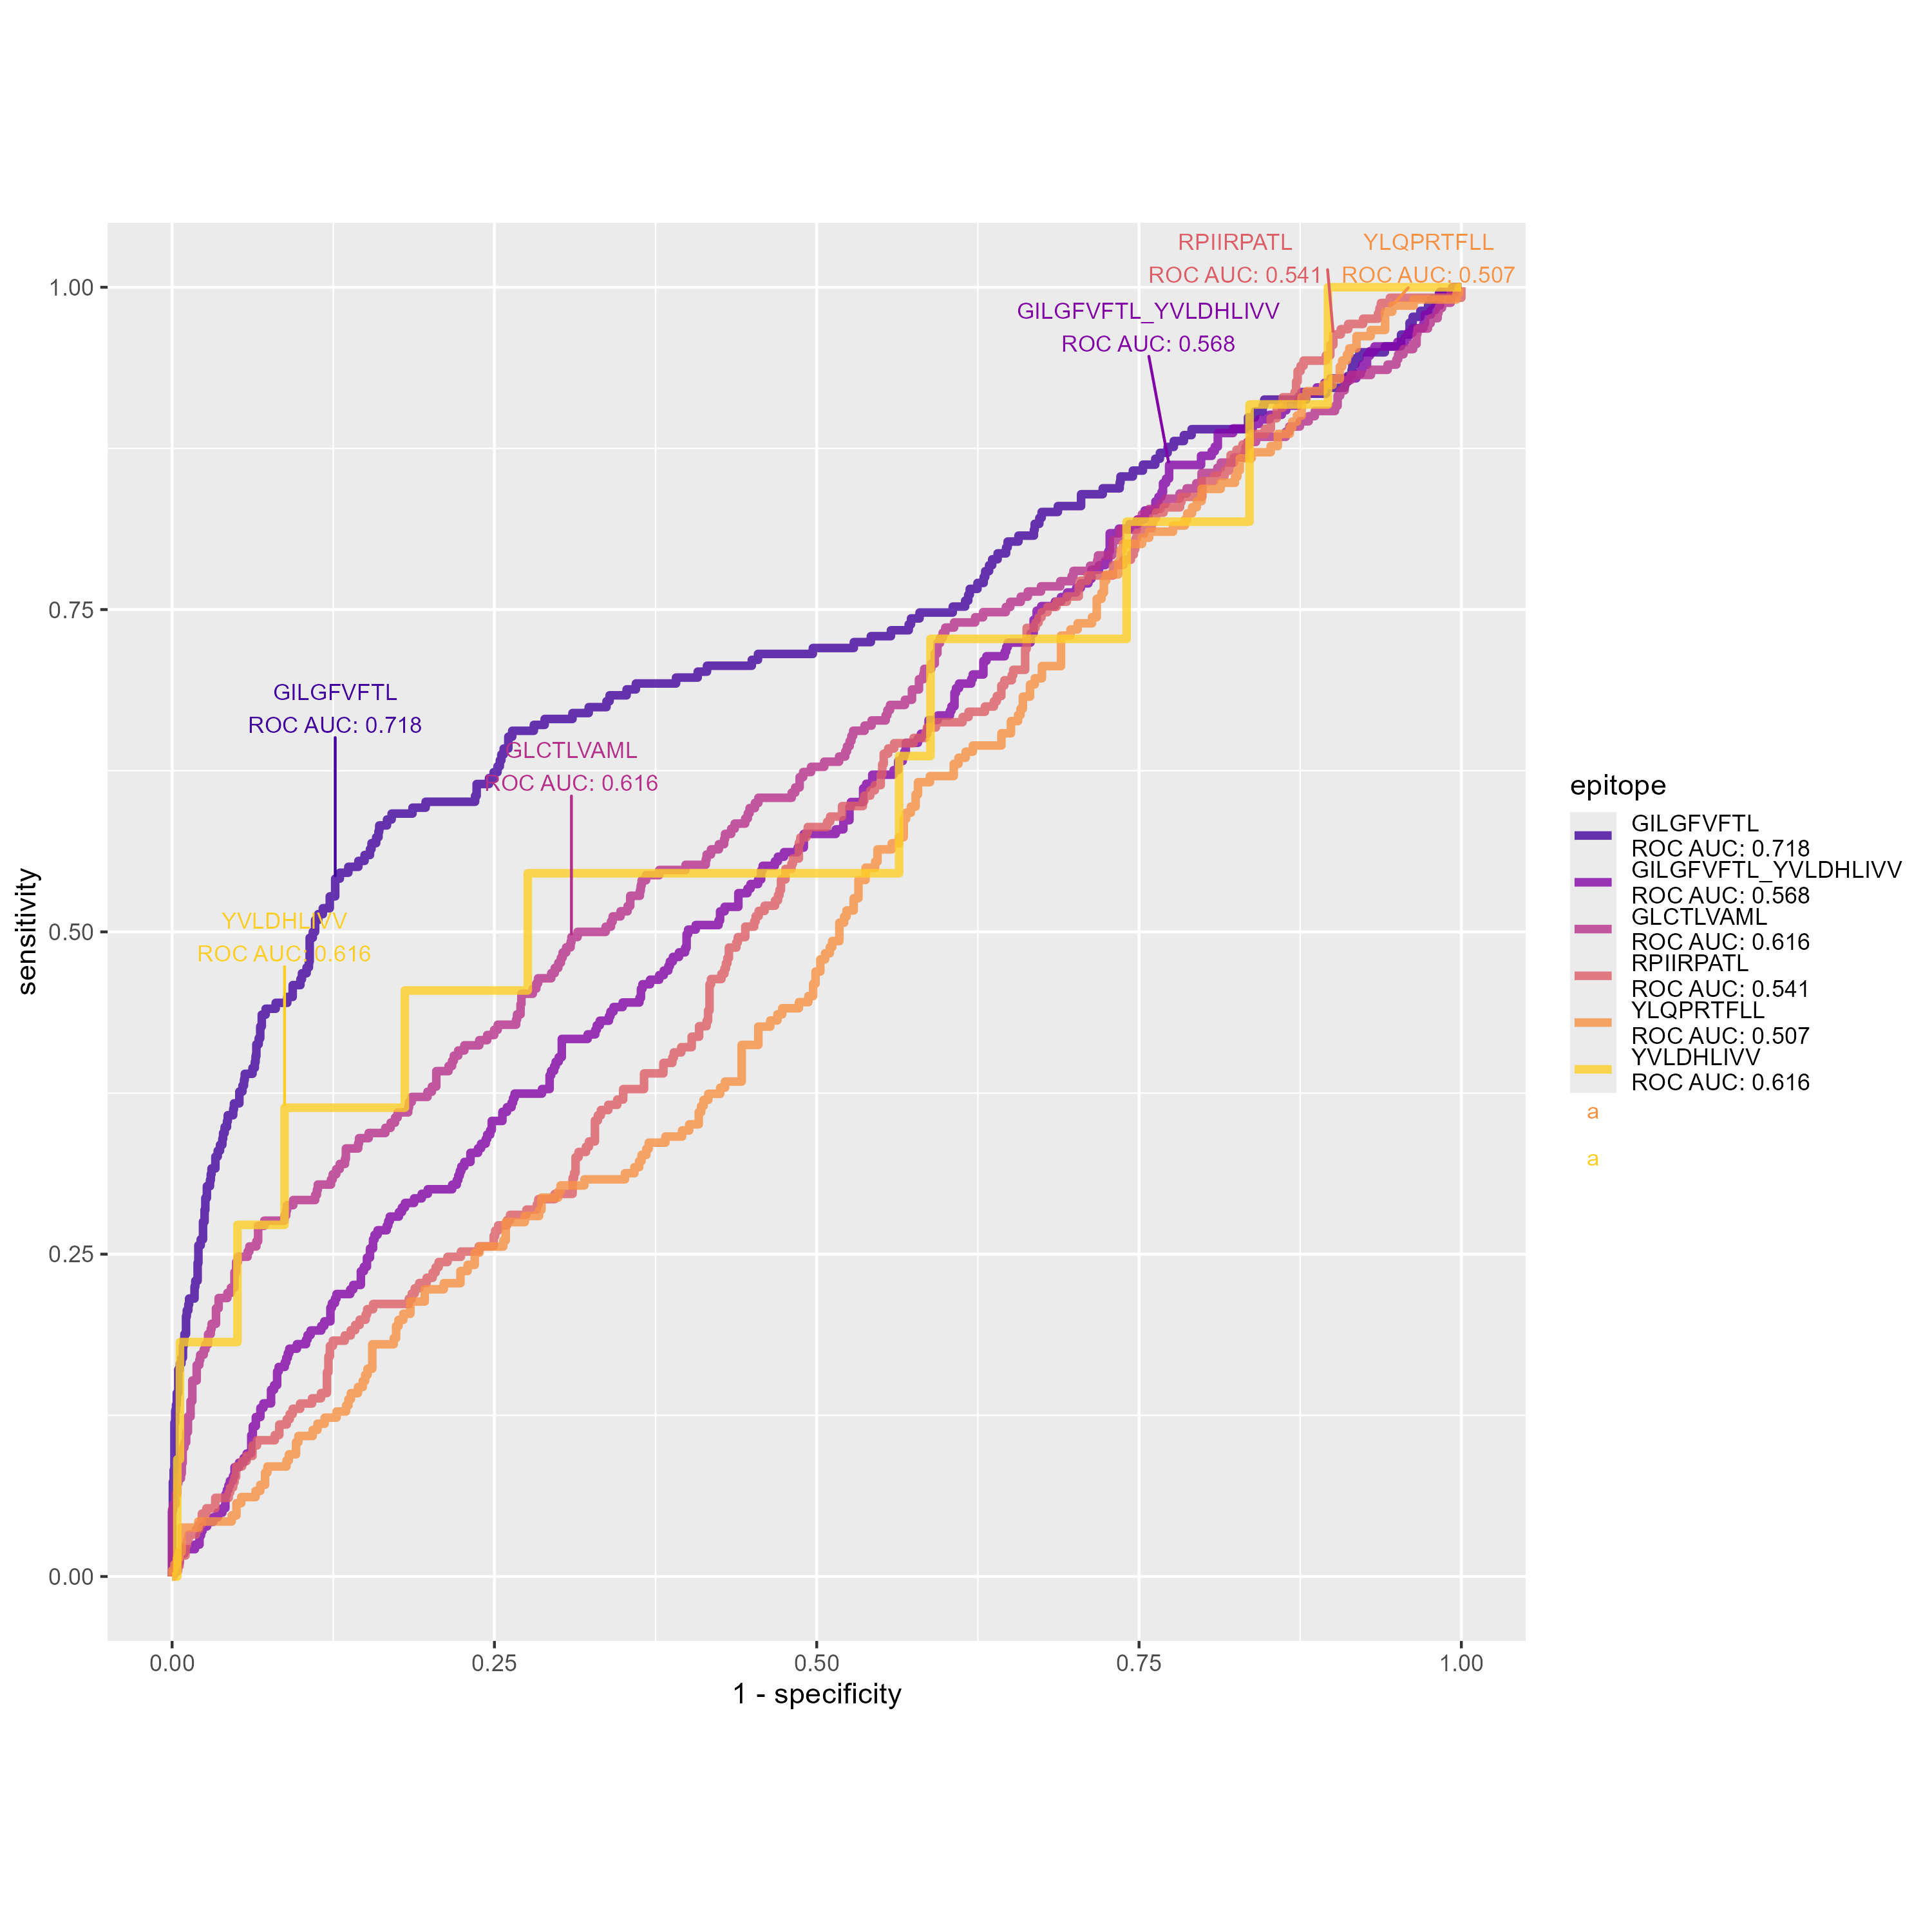 RPIIRPATL
ROC AUC: 0.541
YLQPRTFLL
ROC AUC: 0.507
GILGFVFTL_YVLDHLIVV
ROC AUC: 0.568
GILGFVFTL
ROC AUC: 0.718
GLCTLVAML
ROC AUC: 0.616
YVLDHLIVV
ROC AUC: 0.616
1.00
0.75
0.50
0.25
0.00
sensitivity
0.00
0.25
0.50
0.75
1.00
1 - specificity
epitope
GILGFVFTL
ROC AUC: 0.718
GILGFVFTL_YVLDHLIVV
ROC AUC: 0.568
GLCTLVAML
ROC AUC: 0.616
RPIIRPATL
ROC AUC: 0.541
YLQPRTFLL
ROC AUC: 0.507
YVLDHLIVV
ROC AUC: 0.616
a
a